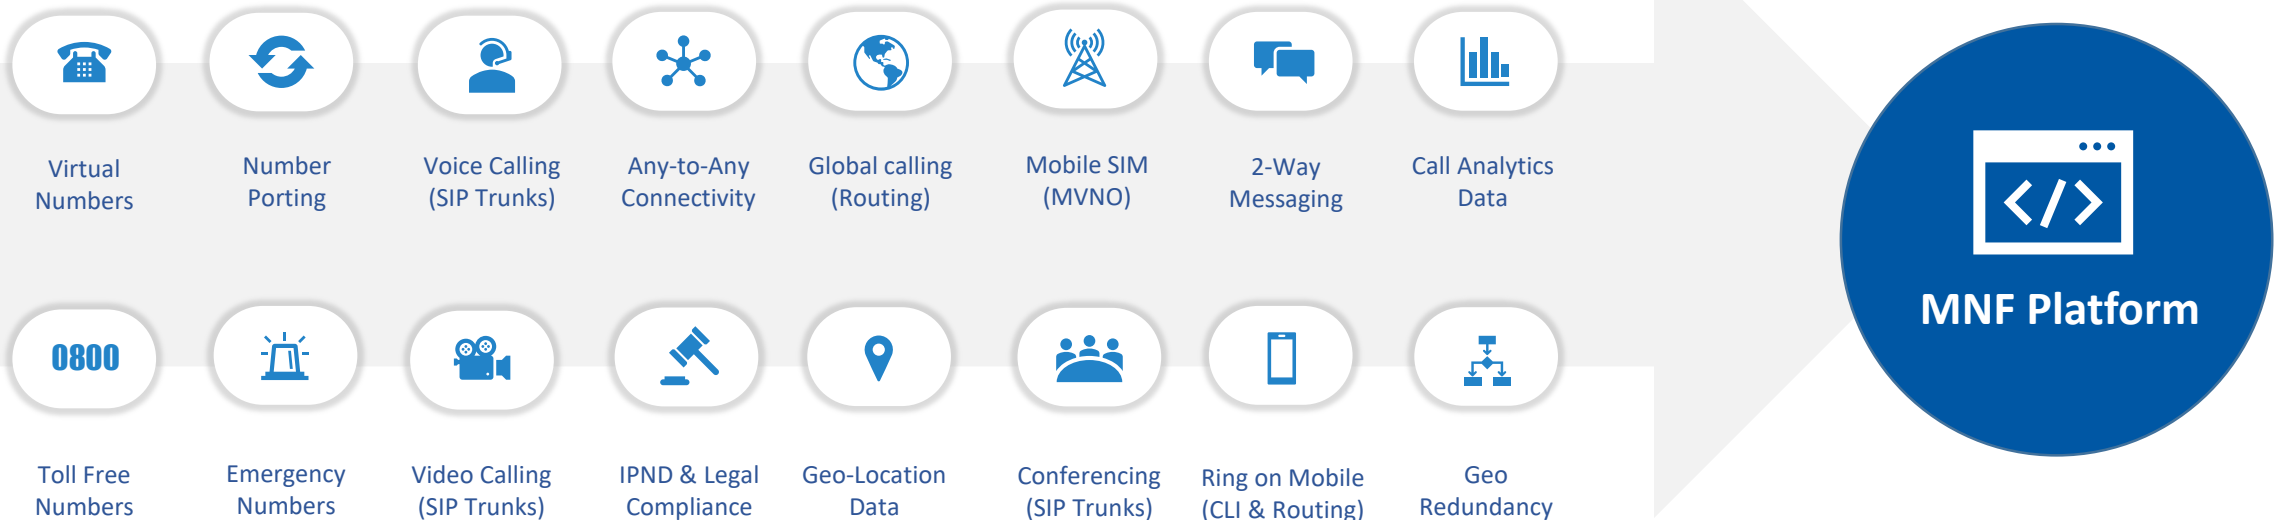 Virtual
Numbers
Number
Porting
Voice Calling
(SIP Trunks)
Any-to-Any
Connectivity
Global calling
(Routing)
Mobile SIM
(MVNO)
2-Way
Messaging
Call Analytics
Data
0800
Toll Free
Numbers
Emergency
Numbers
Video Calling
(SIP Trunks)
IPND & Legal
Compliance
Geo-Location
Data
Conferencing
(SIP Trunks)
Ring on Mobile
(CLI & Routing)
Geo
Redundancy
</>
MNF Platform